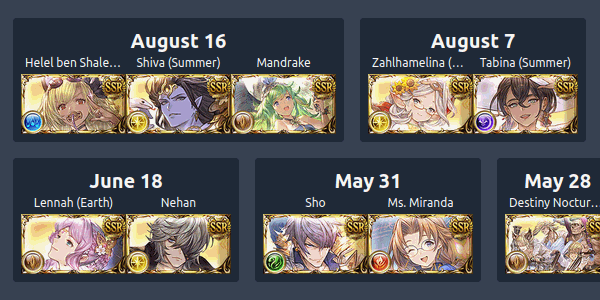 August 16
Helel ben Shale...
Shiva (Summer)
Mandrake
SSR
SSR
SSR
August 7
Zahlhamelina (...
Tabina (Summer)
SSR
SSR
June 18
Lennah (Earth)
Nehan
SSR
SSR
May 31
Sho
Ms. Miranda
SSR
SSR
May 28
Destiny Noctur...